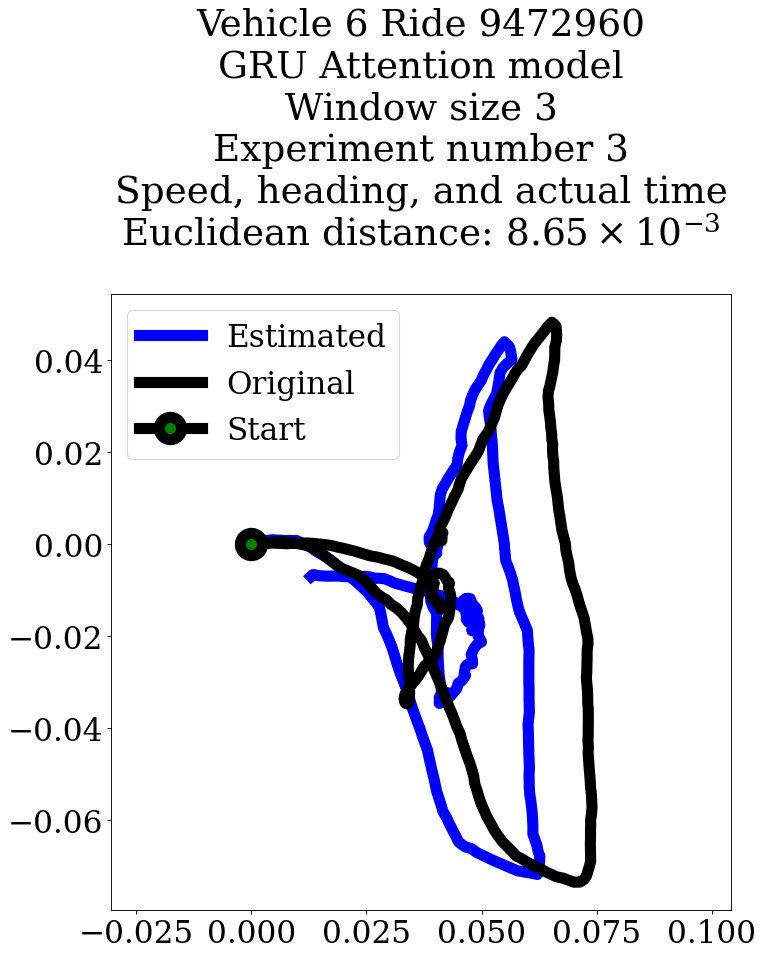 Vehicle 6 Ride 9472960
GRU Attention model
Window size 3
Experiment number 3
Speed, heading, and actual time
Euclidean distance: 8.65 × 10⁻³
Estimated
Original
Start
0.04
0.02
0.00
−0.02
−0.04
−0.06
−0.025 0.000 0.025 0.050 0.075 0.100